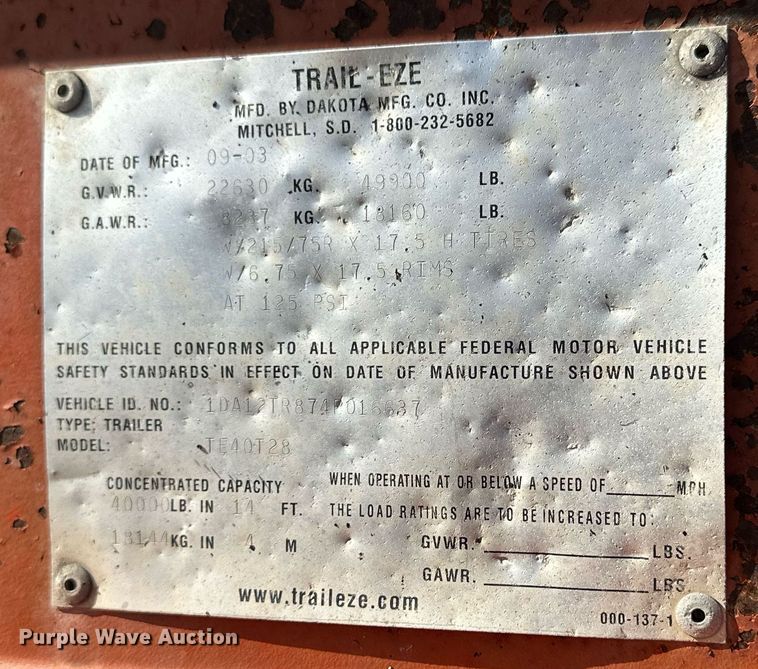 TRAIL-EZE
MFD. BY. DAKOTA MFG. CO. INC.
MITCHELL, S.D. 1-800-232-5682
DATE OF MFG.: 09-03
G.V.W.R.: 22630 KG. 49900 LB.
G.A.W.R.: KG. 18160 LB.
W/215/75R X 17.5 H TIRES
W/6.75 X 17.5 RIMS
AT 125 PSI
THIS VEHICLE CONFORMS TO ALL APPLICABLE FEDERAL MOTOR VEHICLE
SAFETY STANDARDS IN EFFECT ON DATE OF MANUFACTURE SHOWN ABOVE
VEHICLE ID. NO.:
TYPE: TRAILER
MODEL: TE40T28
CONCENTRATED CAPACITY
40000 LB. IN 14 FT.
18144 KG. IN 4 M
WHEN OPERATING AT OR BELOW A SPEED OF ______ MPH
THE LOAD RATINGS ARE TO BE INCREASED TO:
GVWR. ______ LBS.
GAWR. ______ LBS
www.traileze.com
000-137-1
Purple Wave Auction